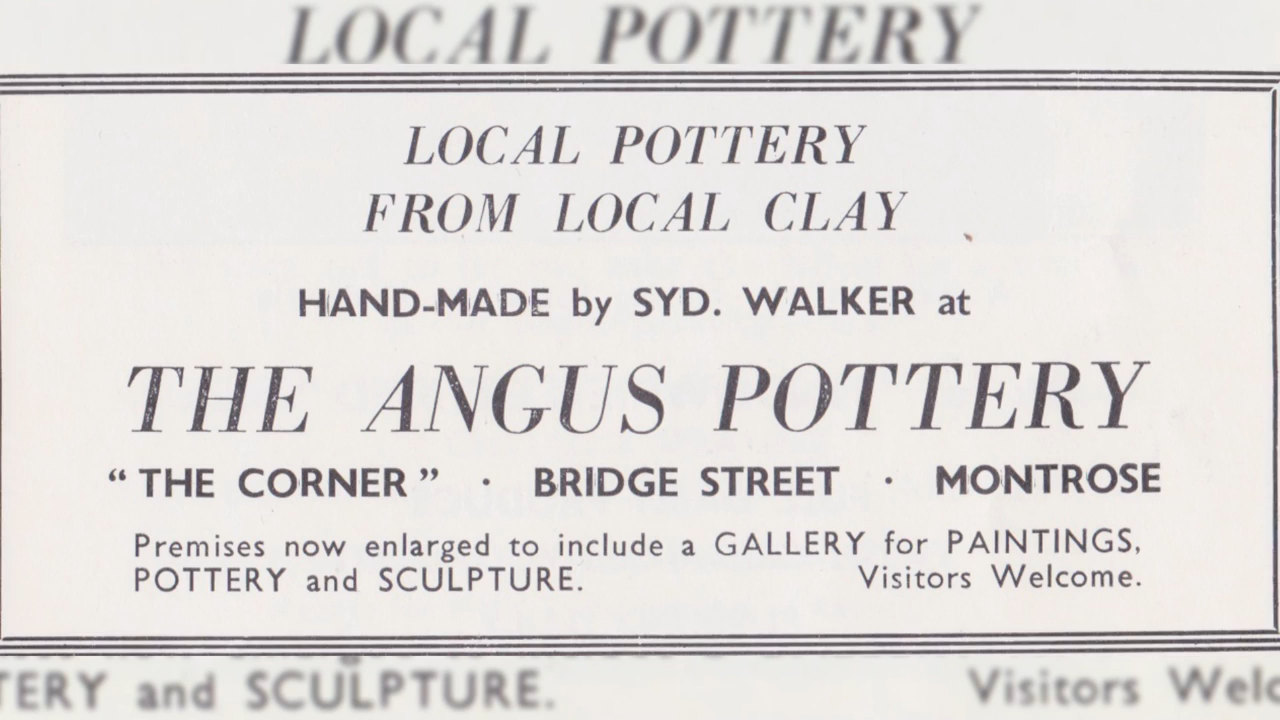 LOCAL POTTERY
LOCAL POTTERY
FROM LOCAL CLAY
HAND-MADE by SYD. WALKER at
THE ANGUS POTTERY
“THE CORNER” · BRIDGE STREET · MONTROSE
Premises now enlarged to include a GALLERY for PAINTINGS,
POTTERY and SCULPTURE. Visitors Welcome.
TERY and SCULPTURE. Visitors Welc